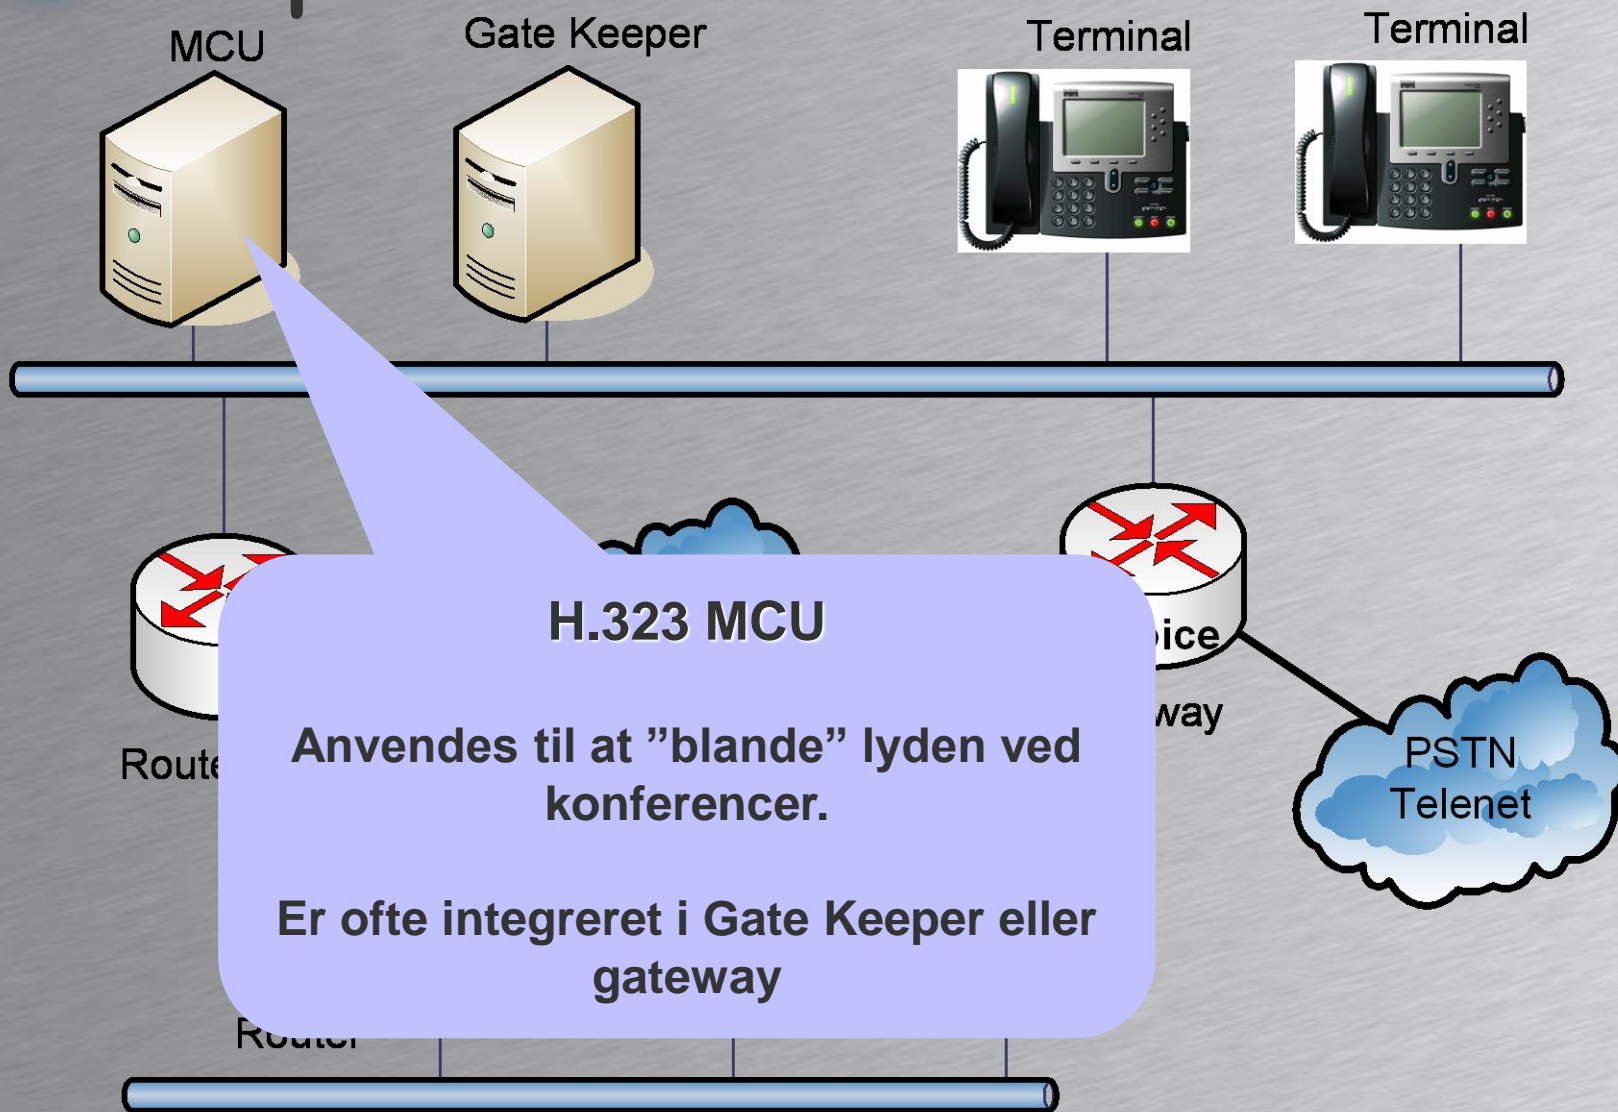 MCU
Gate Keeper
Terminal
Terminal
H.323 MCU
Anvendes til at ”blande” lyden ved
konferencer.
Er ofte integreret i Gate Keeper eller
gateway
PSTN
Telenet
Router